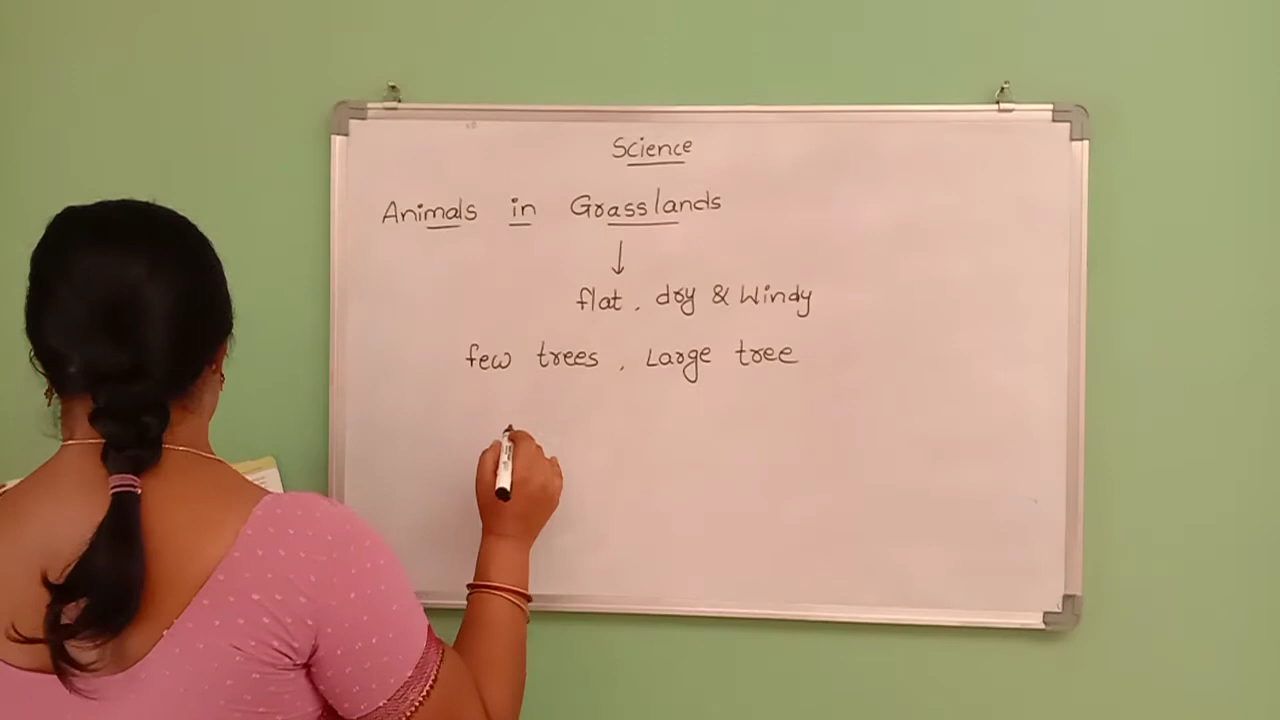 Science
Animals in Grasslands
↓
flat, dry & Windy
few trees, Large tree